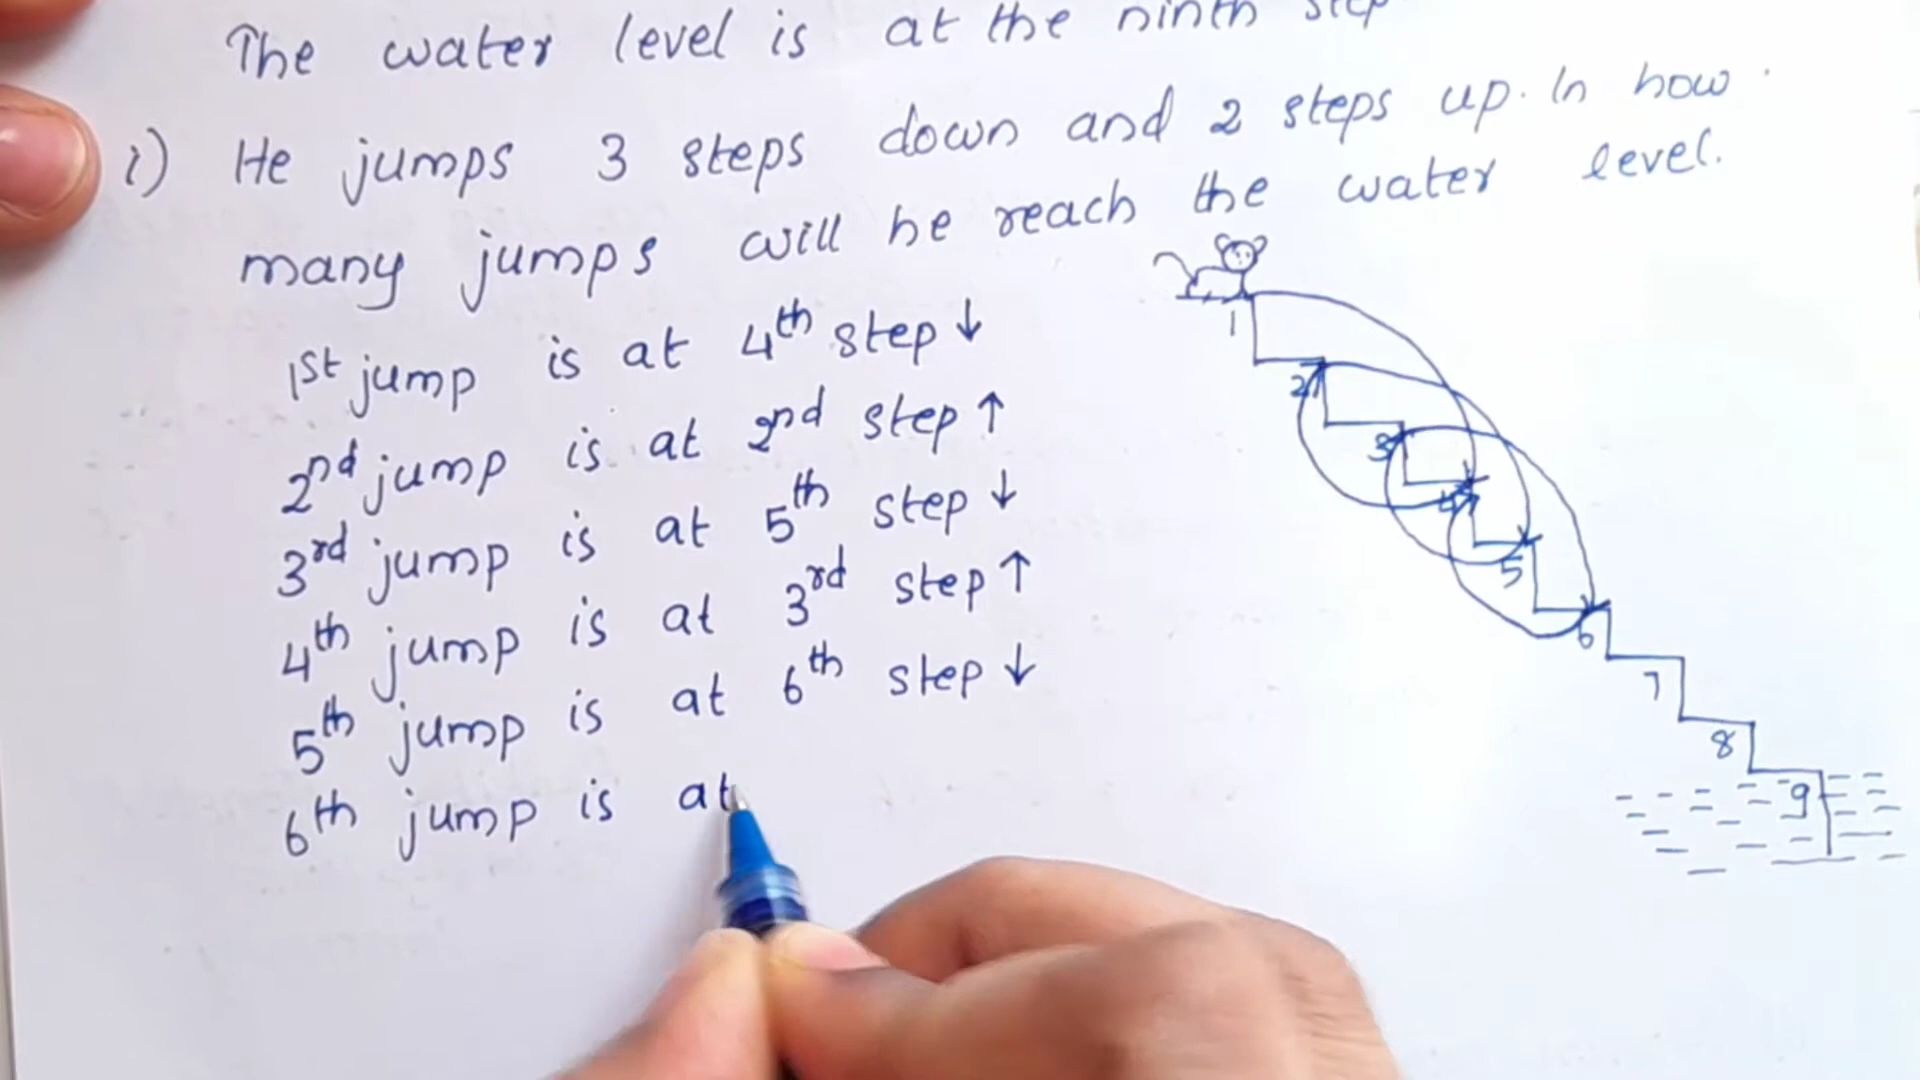 The water level is at the ninth step
i) He jumps 3 steps down and 2 steps up. In how
many jumps will he reach the water level.
1st jump is at 4th step ↓
2nd jump is at 2nd step ↑
3rd jump is at 5th step ↓
4th jump is at 3rd step ↑
5th jump is at 6th step ↓
6th jump is at
1
2
3
4
5
6
7
8
9